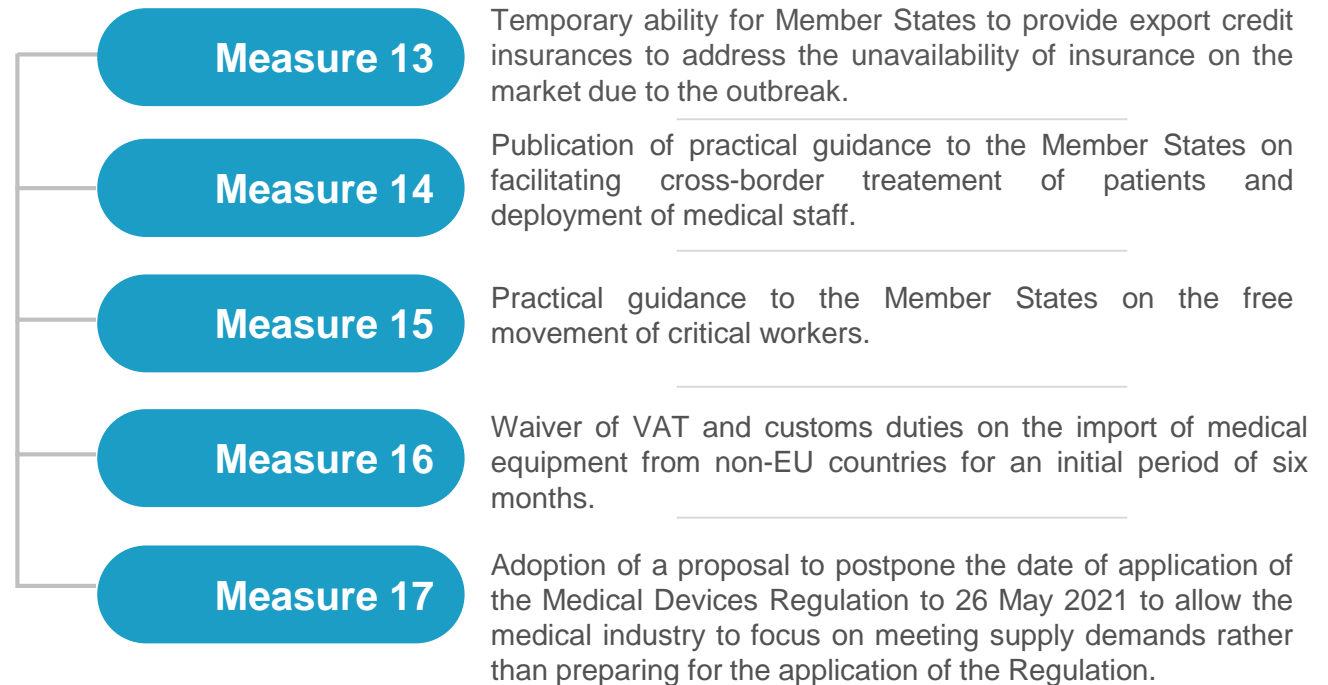 Measure 13
Temporary ability for Member States to provide export credit
insurances to address the unavailability of insurance on the
market due to the outbreak.
Measure 14
Publication of practical guidance to the Member States on
facilitating cross-border treatement of patients and
deployment of medical staff.
Measure 15
Practical guidance to the Member States on the free
movement of critical workers.
Measure 16
Waiver of VAT and customs duties on the import of medical
equipment from non-EU countries for an initial period of six
months.
Measure 17
Adoption of a proposal to postpone the date of application of
the Medical Devices Regulation to 26 May 2021 to allow the
medical industry to focus on meeting supply demands rather
than preparing for the application of the Regulation.